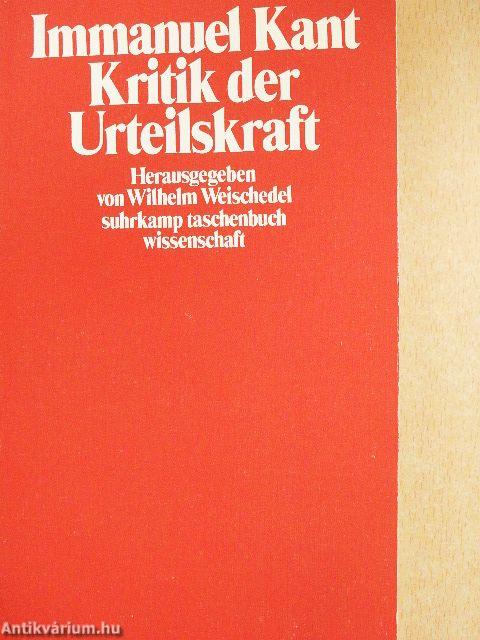 Immanuel Kant
Kritik der
Urteilskraft
Herausgegeben
von Wilhelm Weischedel
suhrkamp taschenbuch
wissenschaft
Antikvárium.hu